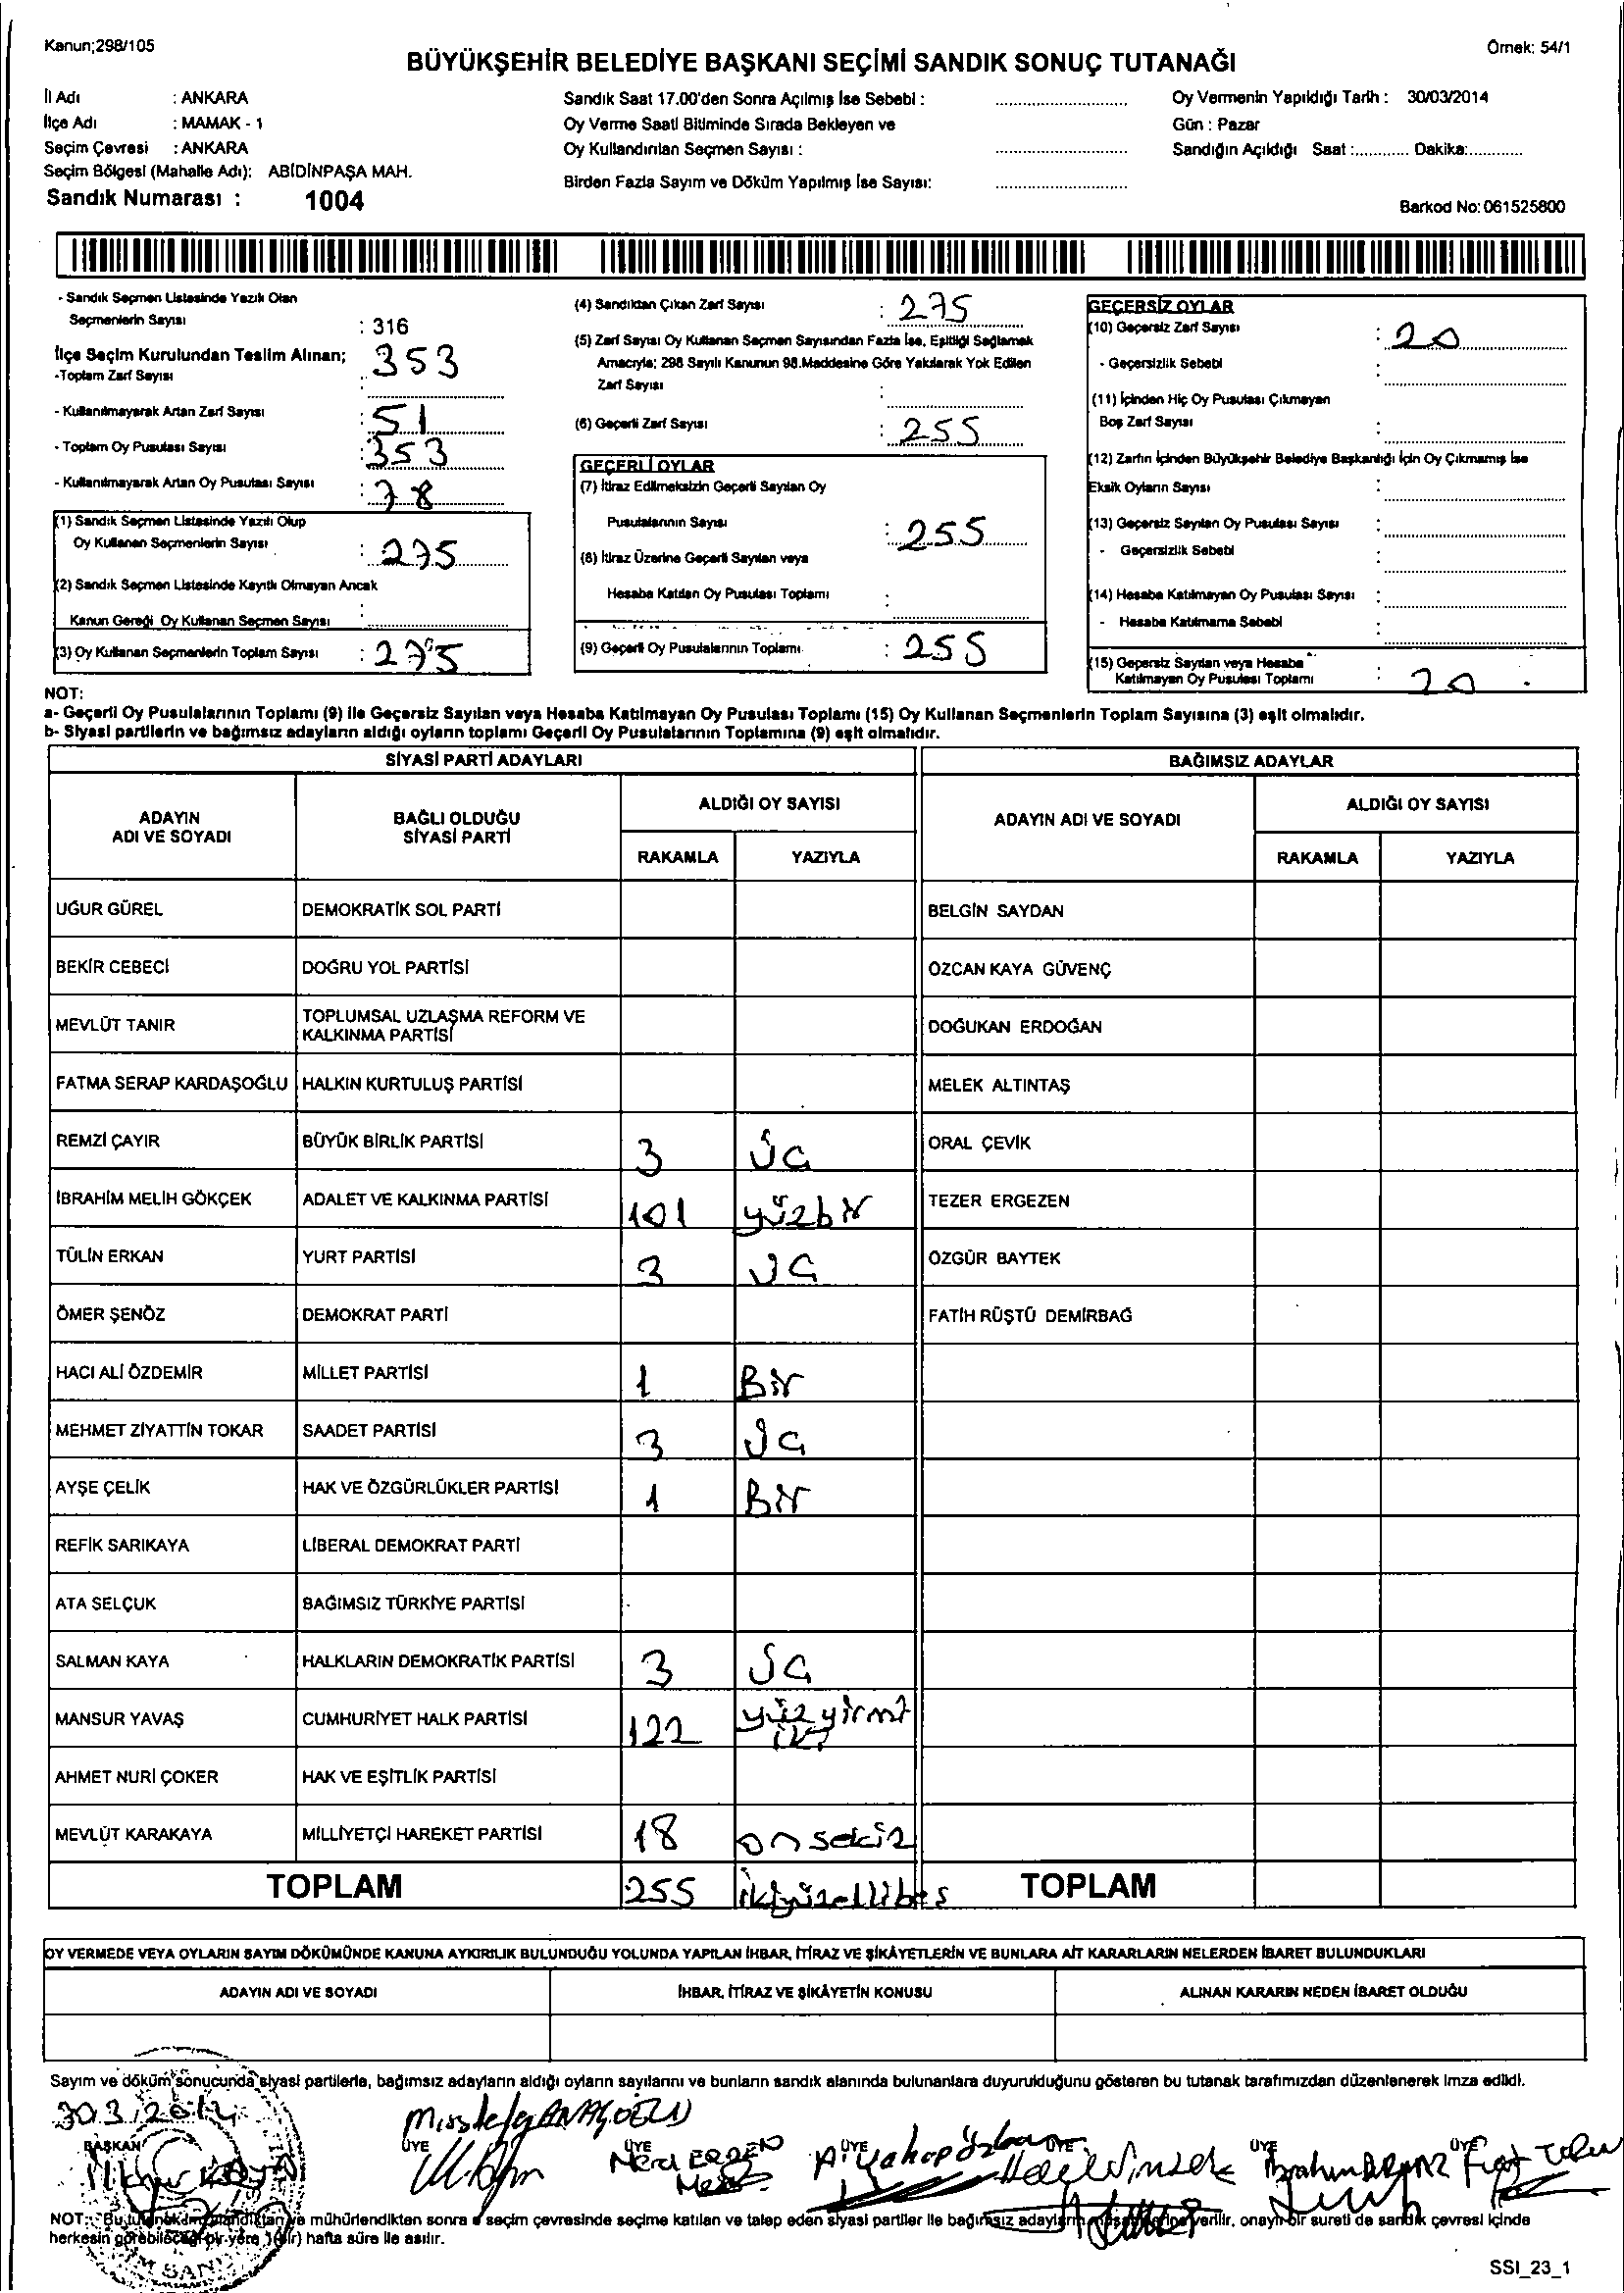 Kanun;298/105
Örnek: 54/1
BÜYÜKŞEHİR BELEDİYE BAŞKANI SEÇİMİ SANDIK SONUÇ TUTANAĞI
İl Adı : ANKARA
İlçe Adı : MAMAK - 1
Seçim Çevresi : ANKARA
Seçim Bölgesi (Mahalle Adı): ABİDİNPAŞA MAH.
Sandık Numarası : 1004
Sandık Saat 17.00'den Sonra Açılmış İse Sebebi :
Oy Verme Saati Bitiminde Sırada Bekleyen ve
Oy Kullandırılan Seçmen Sayısı :
Birden Fazla Sayım ve Döküm Yapılmış İse Sayısı:
Oy Vermenin Yapıldığı Tarih : 30/03/2014
Gün : Pazar
Sandığın Açıldığı Saat :............ Dakika:............
Barkod No: 061525800
- Sandık Seçmen Listesinde Yazılı Olan
Seçmenlerin Sayısı : 316
İlçe Seçim Kurulundan Teslim Alınan;
-Toplam Zarf Sayısı : 353
- Kullanılmayarak Artan Zarf Sayısı : 51
- Toplam Oy Pusulası Sayısı : 353
- Kullanılmayarak Artan Oy Pusulası Sayısı : 78
(1) Sandık Seçmen Listesinde Yazılı Olup
Oy Kullanan Seçmenlerin Sayısı : 275
(2) Sandık Seçmen Listesinde Kayıtlı Olmayan Ancak
Kanun Gereği Oy Kullanan Seçmen Sayısı :
(3) Oy Kullanan Seçmenlerin Toplam Sayısı : 275
(4) Sandıktan Çıkan Zarf Sayısı : 275
(5) Zarf Sayısı Oy Kullanan Seçmen Sayısından Fazla İse, Eşitliği Sağlamak
Amacıyla; 298 Sayılı Kanunun 98.Maddesine Göre Yakılarak Yok Edilen
Zarf Sayısı :
(6) Geçerli Zarf Sayısı : 255
GEÇERLİ OYLAR
(7) İtiraz Edilmeksizin Geçerli Sayılan Oy
Pusulalarının Sayısı : 255
(8) İtiraz Üzerine Geçerli Sayılan veya
Hesaba Katılan Oy Pusulası Toplamı :
(9) Geçerli Oy Pusulalarının Toplamı : 255
GEÇERSİZ OYLAR
(10) Geçersiz Zarf Sayısı : 20
- Geçersizlik Sebebi :
(11) İçinden Hiç Oy Pusulası Çıkmayan
Boş Zarf Sayısı :
(12) Zarfın İçinden Büyükşehir Belediye Başkanlığı İçin Oy Çıkmamış İse
Eksik Oyların Sayısı :
(13) Geçersiz Sayılan Oy Pusulası Sayısı :
- Geçersizlik Sebebi :
(14) Hesaba Katılmayan Oy Pusulası Sayısı :
- Hesaba Katılmama Sebebi :
(15) Geçersiz Sayılan veya Hesaba
Katılmayan Oy Pusulası Toplamı : 20
NOT:
a- Geçerli Oy Pusulalarının Toplamı (9) ile Geçersiz Sayılan veya Hesaba Katılmayan Oy Pusulası Toplamı (15) Oy Kullanan Seçmenlerin Toplam Sayısına (3) eşit olmalıdır.
b- Siyasi partilerin ve bağımsız adayların aldığı oyların toplamı Geçerli Oy Pusulalarının Toplamına (9) eşit olmalıdır.
SİYASİ PARTİ ADAYLARI BAĞIMSIZ ADAYLAR
ADAYIN ADI VE SOYADI BAĞLI OLDUĞU SİYASİ PARTİ ALDIĞI OY SAYISI ADAYIN ADI VE SOYADI ALDIĞI OY SAYISI
RAKAMLA YAZIYLA RAKAMLA YAZIYLA
UĞUR GÜREL DEMOKRATİK SOL PARTİ BELGİN SAYDAN
BEKİR CEBECİ DOĞRU YOL PARTİSİ ÖZCAN KAYA GÜVENÇ
MEVLÜT TANIR TOPLUMSAL UZLAŞMA REFORM VE KALKINMA PARTİSİ DOĞUKAN ERDOĞAN
FATMA SERAP KARDAŞOĞLU HALKIN KURTULUŞ PARTİSİ MELEK ALTINTAŞ
REMZİ ÇAYIR BÜYÜK BİRLİK PARTİSİ 3 üç ORAL ÇEVİK
İBRAHİM MELİH GÖKÇEK ADALET VE KALKINMA PARTİSİ 101 yüzbir TEZER ERGEZEN
TÜLİN ERKAN YURT PARTİSİ 3 üç ÖZGÜR BAYTEK
ÖMER ŞENÖZ DEMOKRAT PARTİ FATİH RÜŞTÜ DEMİRBAĞ
HACI ALİ ÖZDEMİR MİLLET PARTİSİ 1 Bir
MEHMET ZİYATTİN TOKAR SAADET PARTİSİ 3 üç
AYŞE ÇELİK HAK VE ÖZGÜRLÜKLER PARTİSİ 1 Bir
REFİK SARIKAYA LİBERAL DEMOKRAT PARTİ
ATA SELÇUK BAĞIMSIZ TÜRKİYE PARTİSİ
SALMAN KAYA HALKLARIN DEMOKRATİK PARTİSİ 3 üç
MANSUR YAVAŞ CUMHURİYET HALK PARTİSİ 122 yüzyirmi iki
AHMET NURİ ÇOKER HAK VE EŞİTLİK PARTİSİ
MEVLÜT KARAKAYA MİLLİYETÇİ HAREKET PARTİSİ 18 onsekiz
TOPLAM 255 ikiyüzellibeş TOPLAM
OY VERMEDE VEYA OYLARIN SAYIM DÖKÜMÜNDE KANUNA AYKIRILIK BULUNDUĞU YOLUNDA YAPILAN İHBAR, İTİRAZ VE ŞİKÂYETLERİN VE BUNLARA AİT KARARLARIN NELERDEN İBARET BULUNDUKLARI
ADAYIN ADI VE SOYADI İHBAR, İTİRAZ VE ŞİKÂYETİN KONUSU ALINAN KARARIN NEDEN İBARET OLDUĞU
Sayım ve döküm sonucunda siyasi partilerle, bağımsız adayların aldığı oyların sayılarını ve bunların sandık alanında bulunanlara duyurulduğunu gösteren bu tutanak tarafımızdan düzenlenerek imza edildi.
30.3.2014
BAŞKAN ÜYE ÜYE ÜYE ÜYE ÜYE ÜYE
NOT: Bu tutanak mühürlendikten sonra seçim çevresinde seçime katılan ve talep eden siyasi partiler ile bağımsız adayların verilir, onaylı bir sureti de sandık çevresi içinde
herkesin görebileceği bir yere 1(bir) hafta süre ile asılır.
SSI_23_1